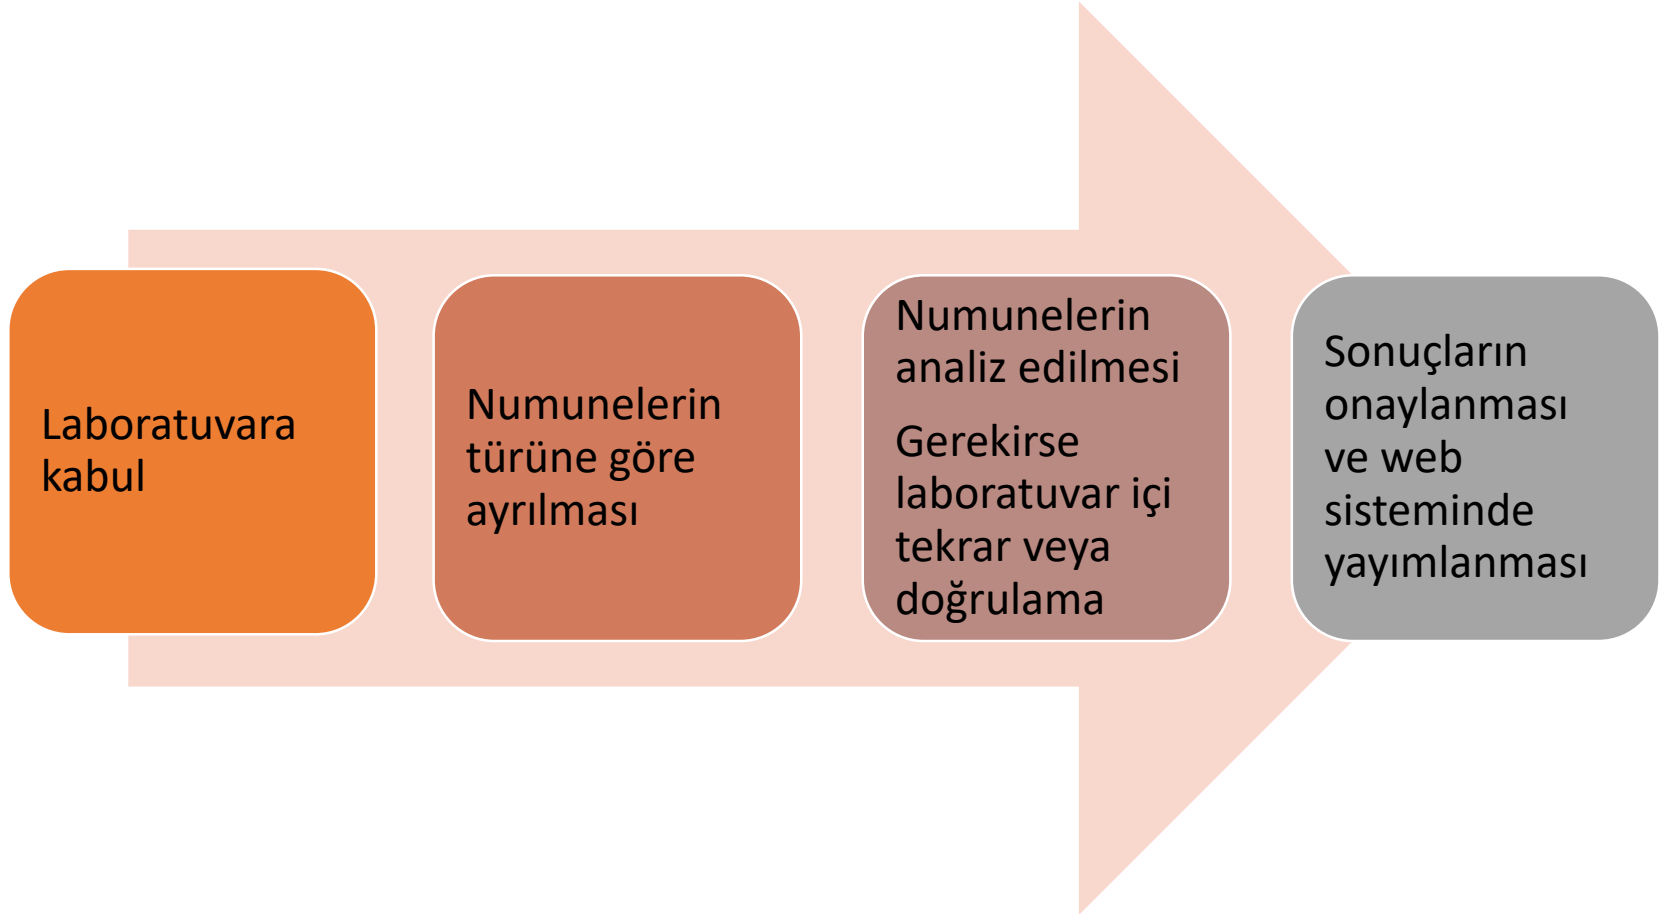 Laboratuvara
kabul
Numunelerin
türüne göre
ayrılması
Numunelerin
analiz edilmesi
Gerekirse
laboratuvar içi
tekrar veya
doğrulama
Sonuçların
onaylanması
ve web
sisteminde
yayımlanması